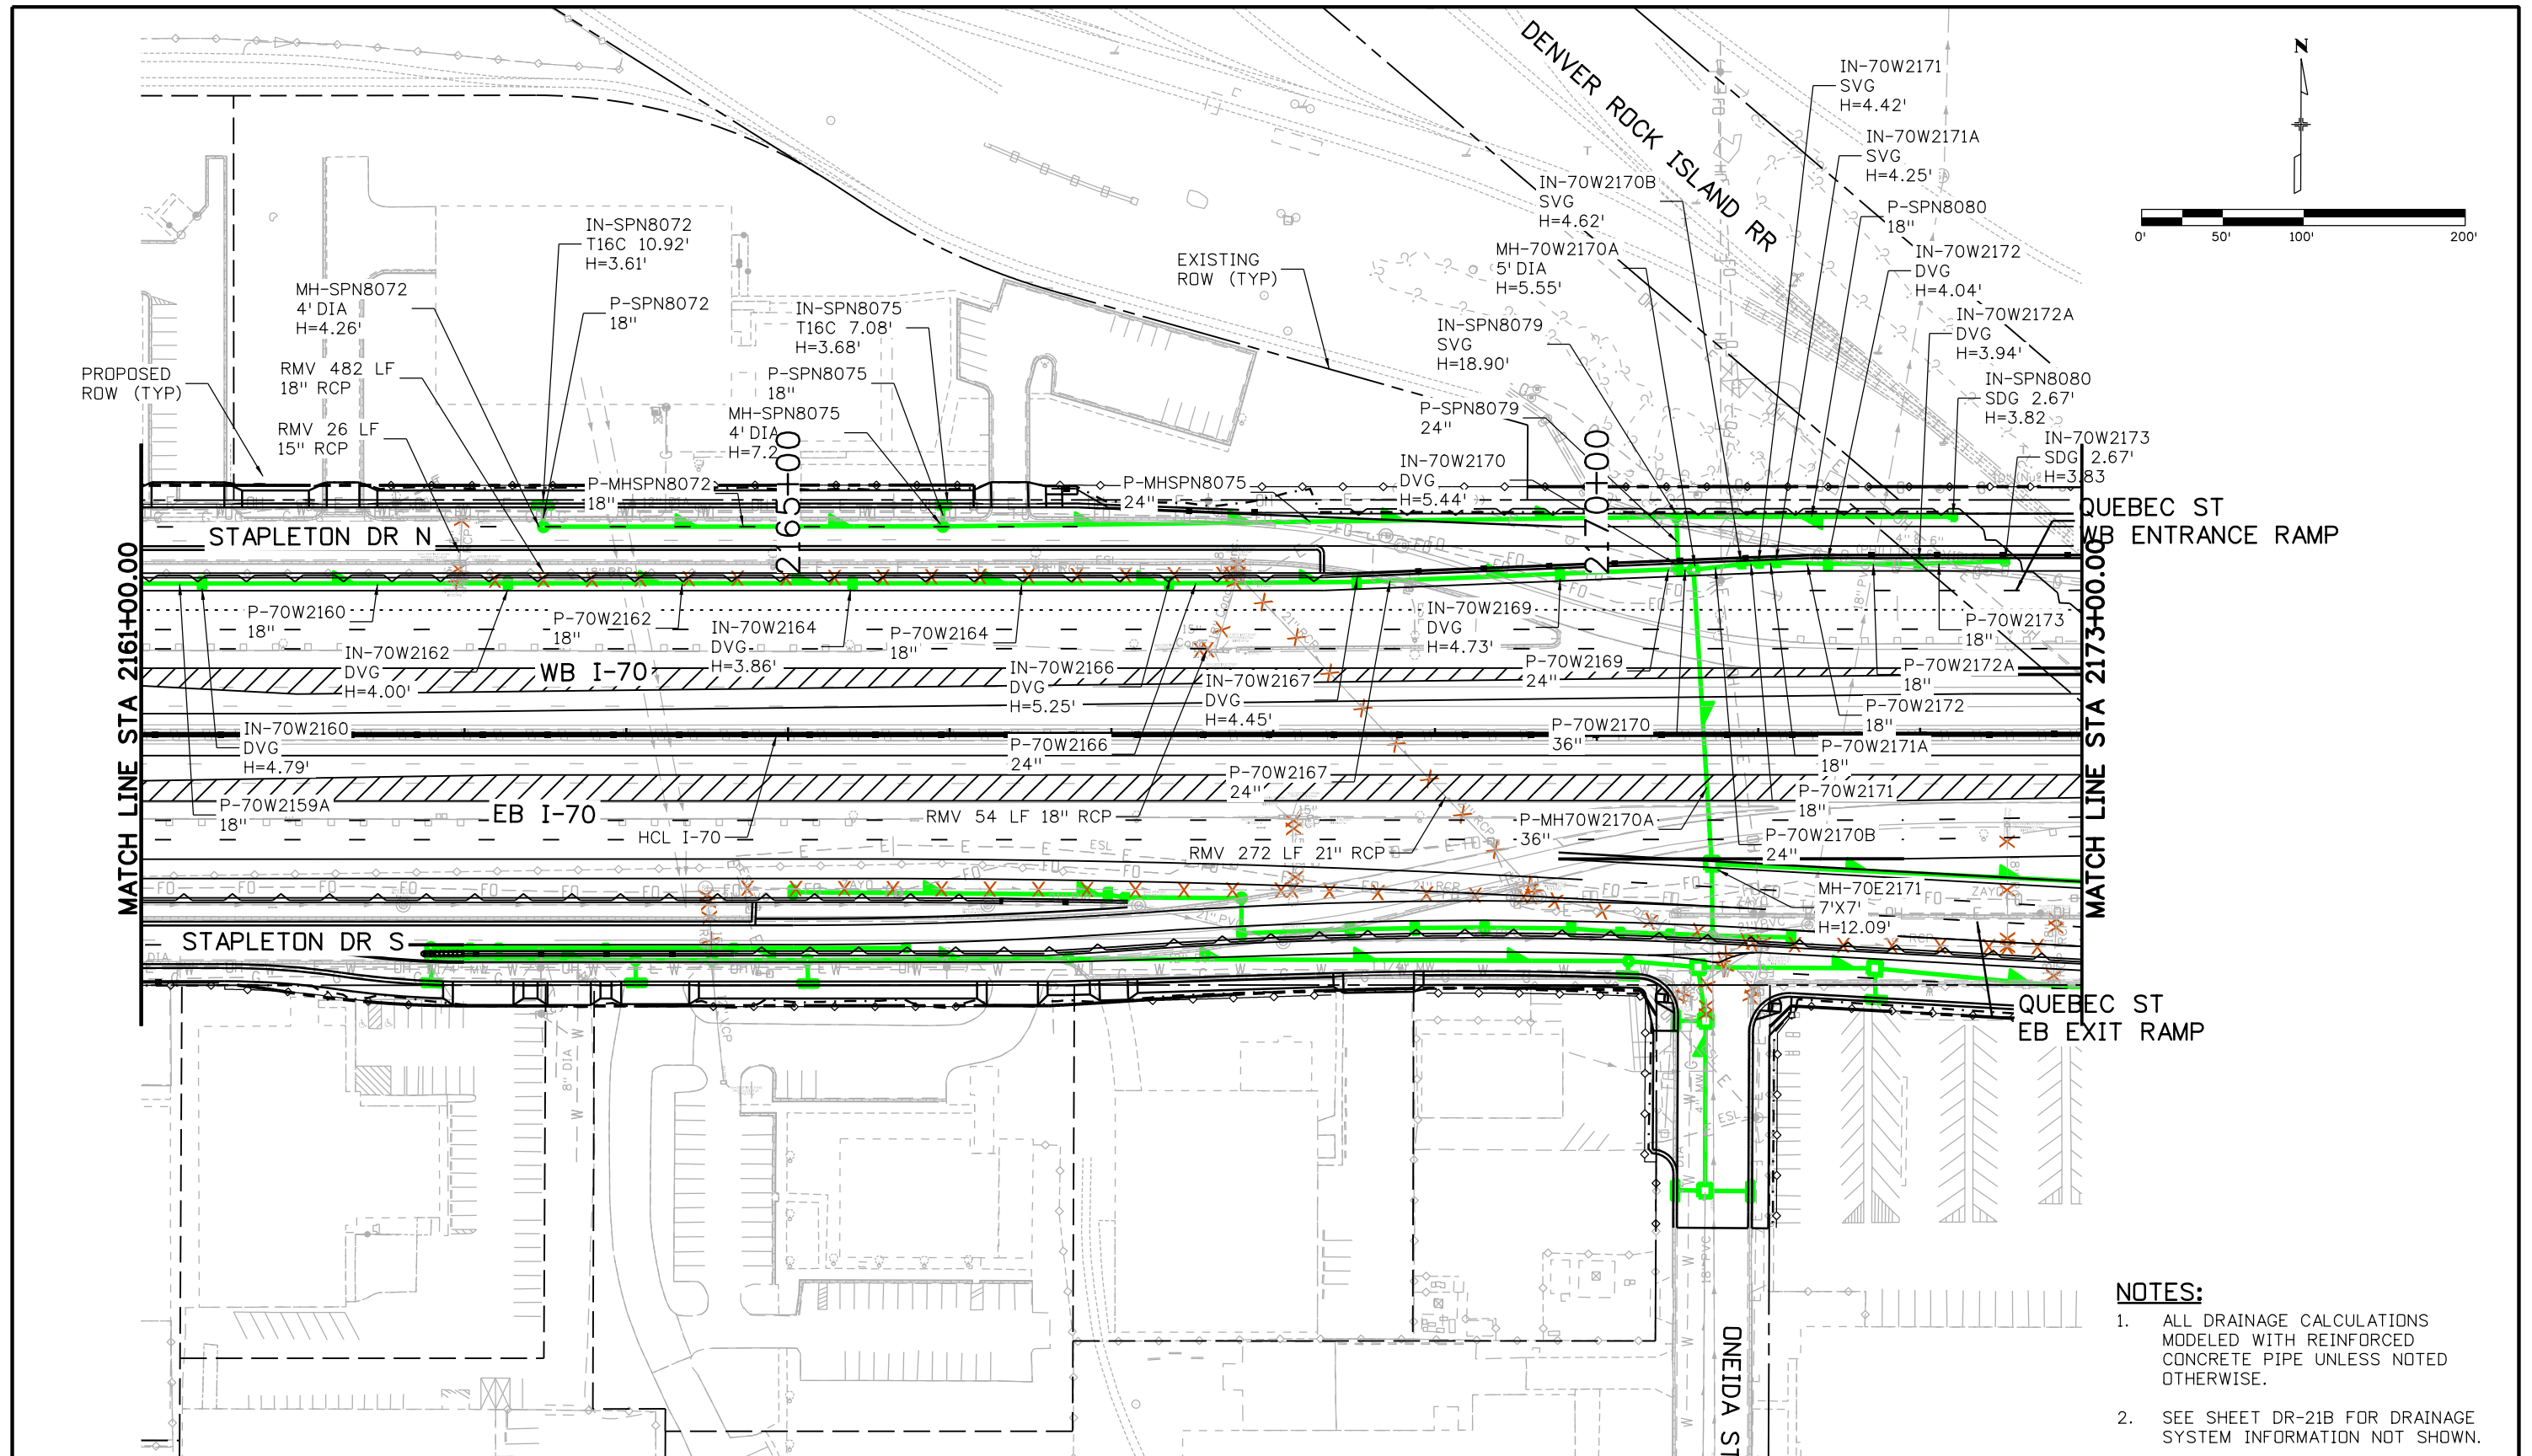 DENVER ROCK ISLAND RR
N
0' 50' 100' 200'
IN-70W2171
SVG
H=4.42'
IN-70W2171A
SVG
H=4.25'
IN-70W2170B
SVG
H=4.62'
P-SPN8080
18"
MH-70W2170A
5' DIA
H=5.55'
IN-70W2172
DVG
H=4.04'
IN-SPN8072
T16C 10.92'
H=3.61'
EXISTING
ROW (TYP)
MH-SPN8072
4' DIA
H=4.26'
P-SPN8072
18"
IN-SPN8075
T16C 7.08'
H=3.68'
IN-SPN8079
SVG
H=18.90'
IN-70W2172A
DVG
H=3.94'
PROPOSED
ROW (TYP)
RMV 482 LF
18" RCP
P-SPN8075
18"
IN-SPN8080
SDG 2.67'
H=3.82
RMV 26 LF
15" RCP
MH-SPN8075
4' DIA
H=7.2
P-SPN8079
24"
IN-70W2173
SDG 2.67'
H=3.83
2165+00
2170+00
P-MHSPN8072
18"
P-MHSPN8075
24"
IN-70W2170
DVG
H=5.44'
QUEBEC ST
WB ENTRANCE RAMP
STAPLETON DR N
MATCH LINE STA 2161+00.00
MATCH LINE STA 2173+00.00
P-70W2160
18"
P-70W2162
18"
IN-70W2164
DVG
H=3.86'
P-70W2164
18"
IN-70W2169
DVG
H=4.73'
P-70W2173
18"
IN-70W2162
DVG
H=4.00'
WB I-70
IN-70W2166
DVG
H=5.25'
IN-70W2167
DVG
H=4.45'
P-70W2169
24"
P-70W2172A
18"
IN-70W2160
DVG
H=4.79'
P-70W2166
24"
P-70W2170
36"
P-70W2172
18"
P-70W2171A
18"
P-70W2167
24"
P-70W2171
18"
P-70W2159A
18"
EB I-70
HCL I-70
RMV 54 LF 18" RCP
P-MH70W2170A
36"
P-70W2170B
24"
RMV 272 LF 21" RCP
MH-70E2171
7'X7'
H=12.09'
STAPLETON DR S
QUEBEC ST
EB EXIT RAMP
ONEIDA ST
NOTES:
1. ALL DRAINAGE CALCULATIONS
MODELED WITH REINFORCED
CONCRETE PIPE UNLESS NOTED
OTHERWISE.
2. SEE SHEET DR-21B FOR DRAINAGE
SYSTEM INFORMATION NOT SHOWN.